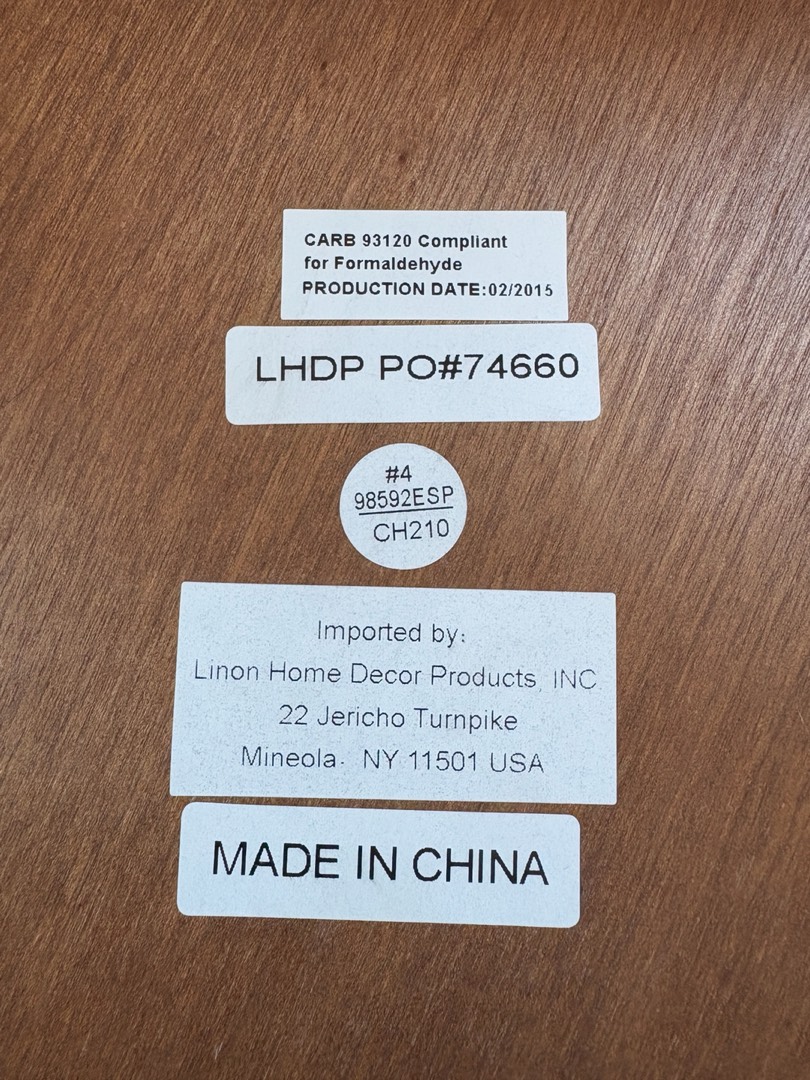 CARB 93120 Compliant
for Formaldehyde
PRODUCTION DATE:02/2015
LHDP PO#74660
#4
98592ESP
CH210
Imported by:
Linon Home Decor Products, INC
22 Jericho Turnpike
Mineola. NY 11501 USA
MADE IN CHINA